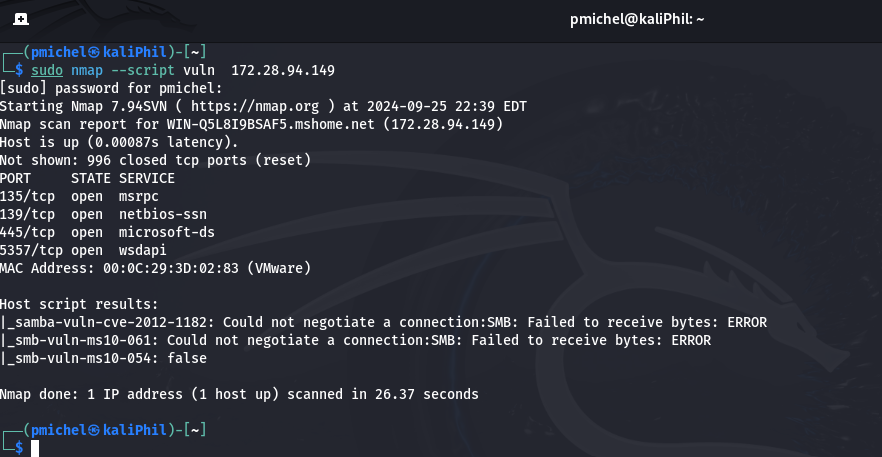 pmichel@kaliPhil: ~
┌──(pmichel㉿kaliPhil)-[~]
└─$ sudo nmap --script vuln  172.28.94.149
[sudo] password for pmichel:
Starting Nmap 7.94SVN ( https://nmap.org ) at 2024-09-25 22:39 EDT
Nmap scan report for WIN-Q5L8I9BSAF5.mshome.net (172.28.94.149)
Host is up (0.00087s latency).
Not shown: 996 closed tcp ports (reset)
PORT     STATE SERVICE
135/tcp  open  msrpc
139/tcp  open  netbios-ssn
445/tcp  open  microsoft-ds
5357/tcp open  wsdapi
MAC Address: 00:0C:29:3D:02:83 (VMware)
Host script results:
|_samba-vuln-cve-2012-1182: Could not negotiate a connection:SMB: Failed to receive bytes: ERROR
|_smb-vuln-ms10-061: Could not negotiate a connection:SMB: Failed to receive bytes: ERROR
|_smb-vuln-ms10-054: false
Nmap done: 1 IP address (1 host up) scanned in 26.37 seconds
┌──(pmichel㉿kaliPhil)-[~]
└─$